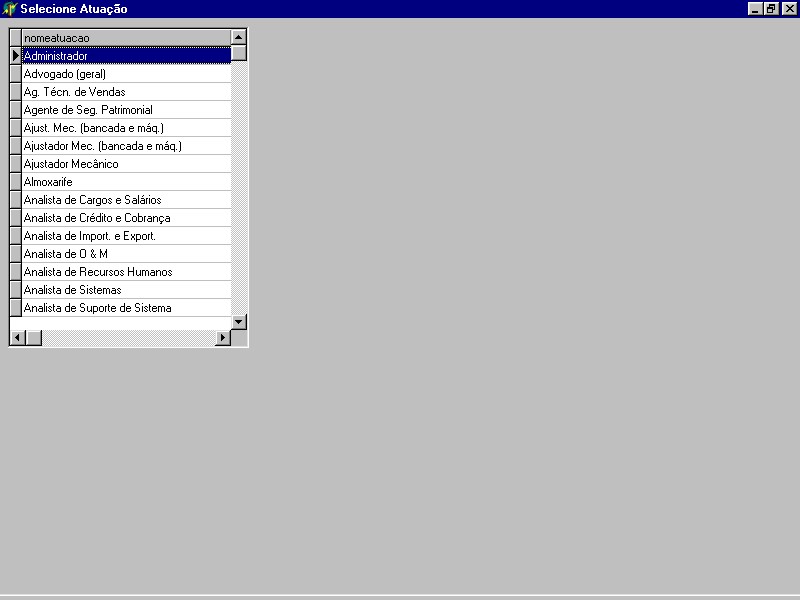 Selecione Atuação
nomeatuacao
Administrador
Advogado (geral)
Ag. Técn. de Vendas
Agente de Seg. Patrimonial
Ajust. Mec. (bancada e máq.)
Ajustador Mec. (bancada e máq.)
Ajustador Mecânico
Almoxarife
Analista de Cargos e Salários
Analista de Crédito e Cobrança
Analista de Import. e Export.
Analista de O & M
Analista de Recursos Humanos
Analista de Sistemas
Analista de Suporte de Sistema